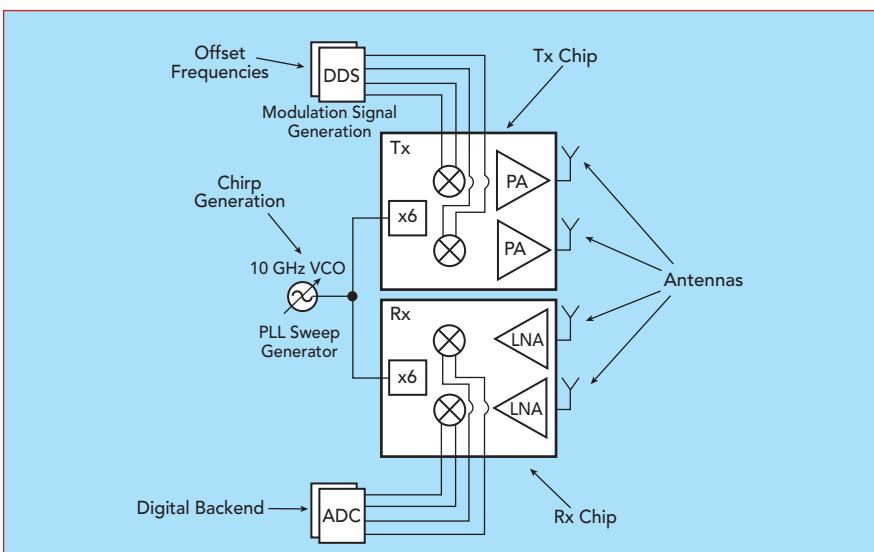 Offset
Frequencies
DDS
Modulation Signal
Generation
Tx Chip
Tx
PA
x6
PA
Chirp
Generation
10 GHz VCO
PLL Sweep
Generator
Antennas
Rx
LNA
x6
LNA
Digital Backend
ADC
Rx Chip